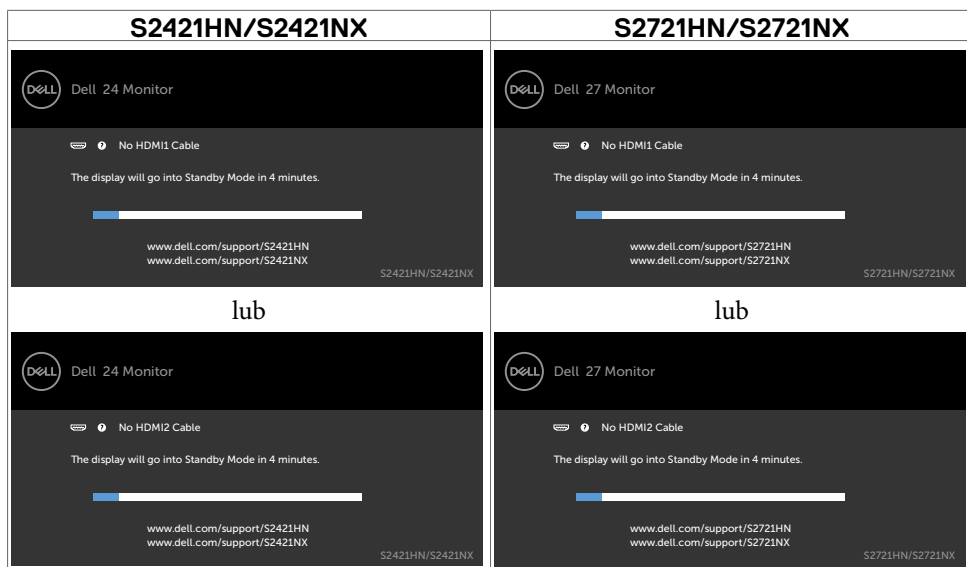 S2421HN/S2421NX
DELL
Dell 24 Monitor
? No HDMI1 Cable
The display will go into Standby Mode in 4 minutes.
www.dell.com/support/S2421HN
www.dell.com/support/S2421NX
S2421HN/S2421NX
lub
DELL
Dell 24 Monitor
? No HDMI2 Cable
The display will go into Standby Mode in 4 minutes.
www.dell.com/support/S2421HN
www.dell.com/support/S2421NX
S2421HN/S2421NX
S2721HN/S2721NX
DELL
Dell 27 Monitor
? No HDMI1 Cable
The display will go into Standby Mode in 4 minutes.
www.dell.com/support/S2721HN
www.dell.com/support/S2721NX
S2721HN/S2721NX
lub
DELL
Dell 27 Monitor
? No HDMI2 Cable
The display will go into Standby Mode in 4 minutes.
www.dell.com/support/S2721HN
www.dell.com/support/S2721NX
S2721HN/S2721NX